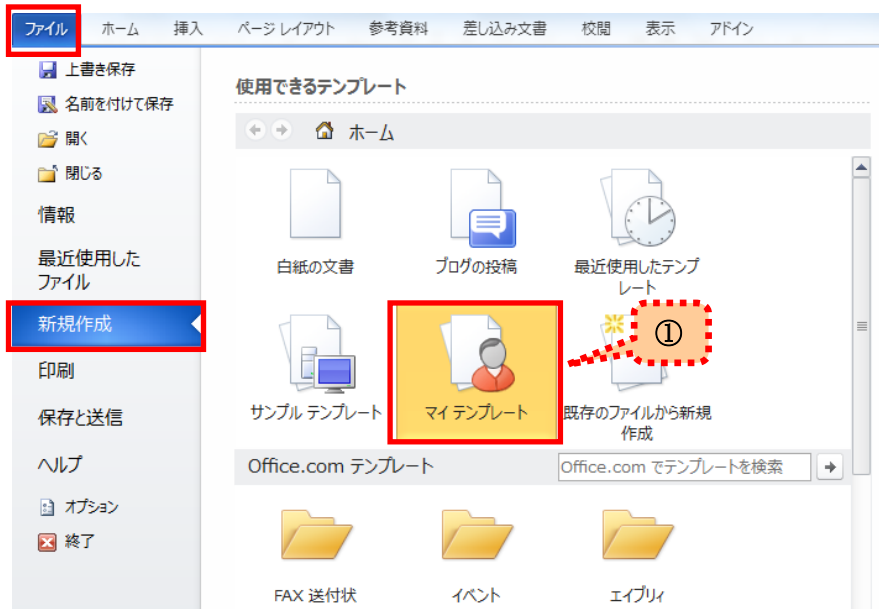 ファイル ホーム 挿入 ページ レイアウト 参考資料 差し込み文書 校閲 表示 アドイン
上書き保存
名前を付けて保存
開く
閉じる
情報
最近使用した
ファイル
新規作成
印刷
保存と送信
ヘルプ
オプション
終了
使用できるテンプレート
ホーム
白紙の文書
ブログの投稿
最近使用したテンプ
レート
①
サンプル テンプレート
マイ テンプレート
既存のファイルから新規
作成
Office.com テンプレート
Office.com でテンプレートを検索
FAX 送付状
イベント
エイブリィ